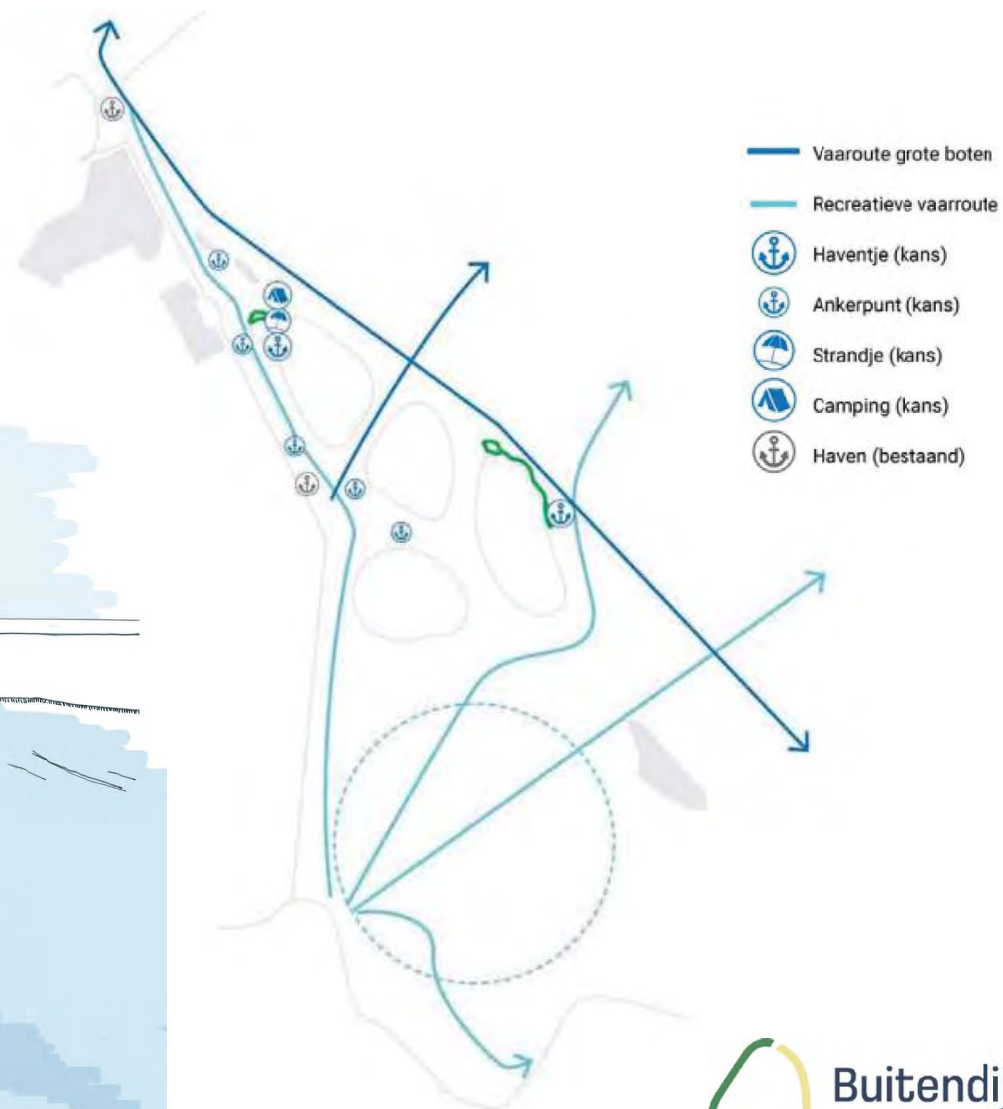 Vaaroute grote boten
Recreatieve vaarroute
Haventje (kans)
Ankerpunt (kans)
Strandje (kans)
Camping (kans)
Haven (bestaand)
Buitendi